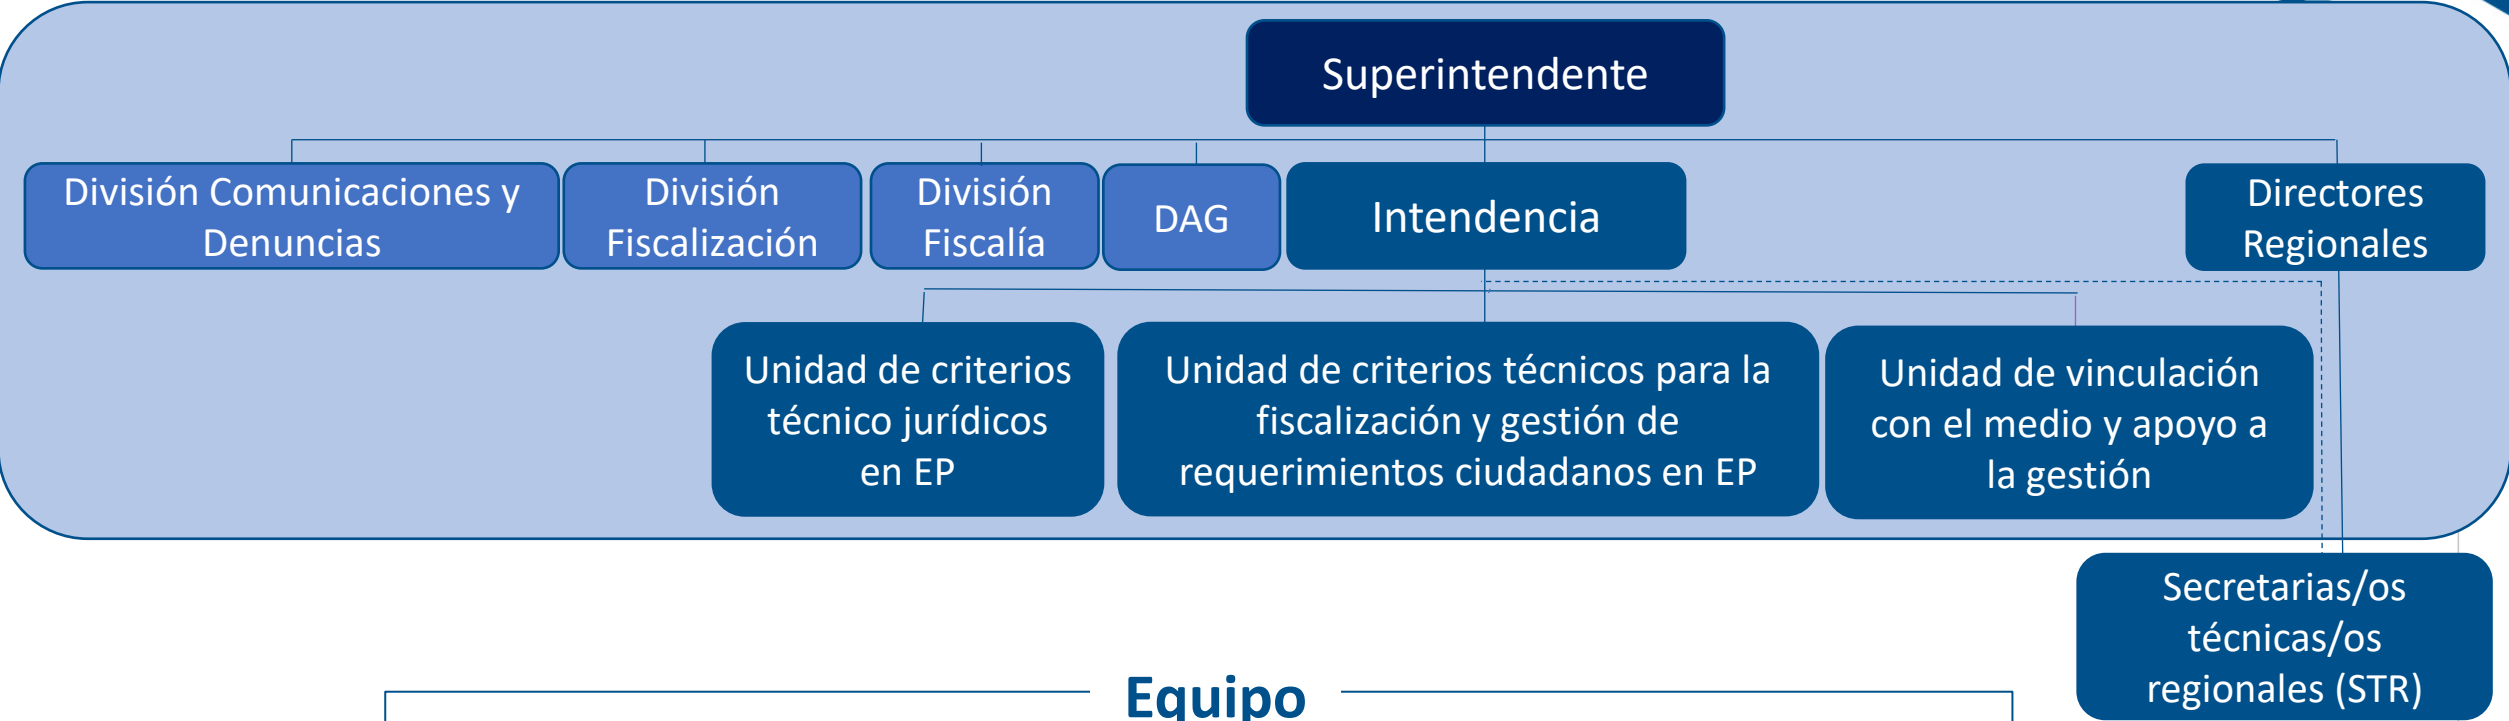 Superintendente
División Comunicaciones y
Denuncias
División
Fiscalización
División
Fiscalía
DAG
Intendencia
Directores
Regionales
Unidad de criterios
técnico jurídicos
en EP
Unidad de criterios técnicos para la
fiscalización y gestión de
requerimientos ciudadanos en EP
Unidad de vinculación
con el medio y apoyo a
la gestión
Secretarias/os
técnicas/os
regionales (STR)
Equipo